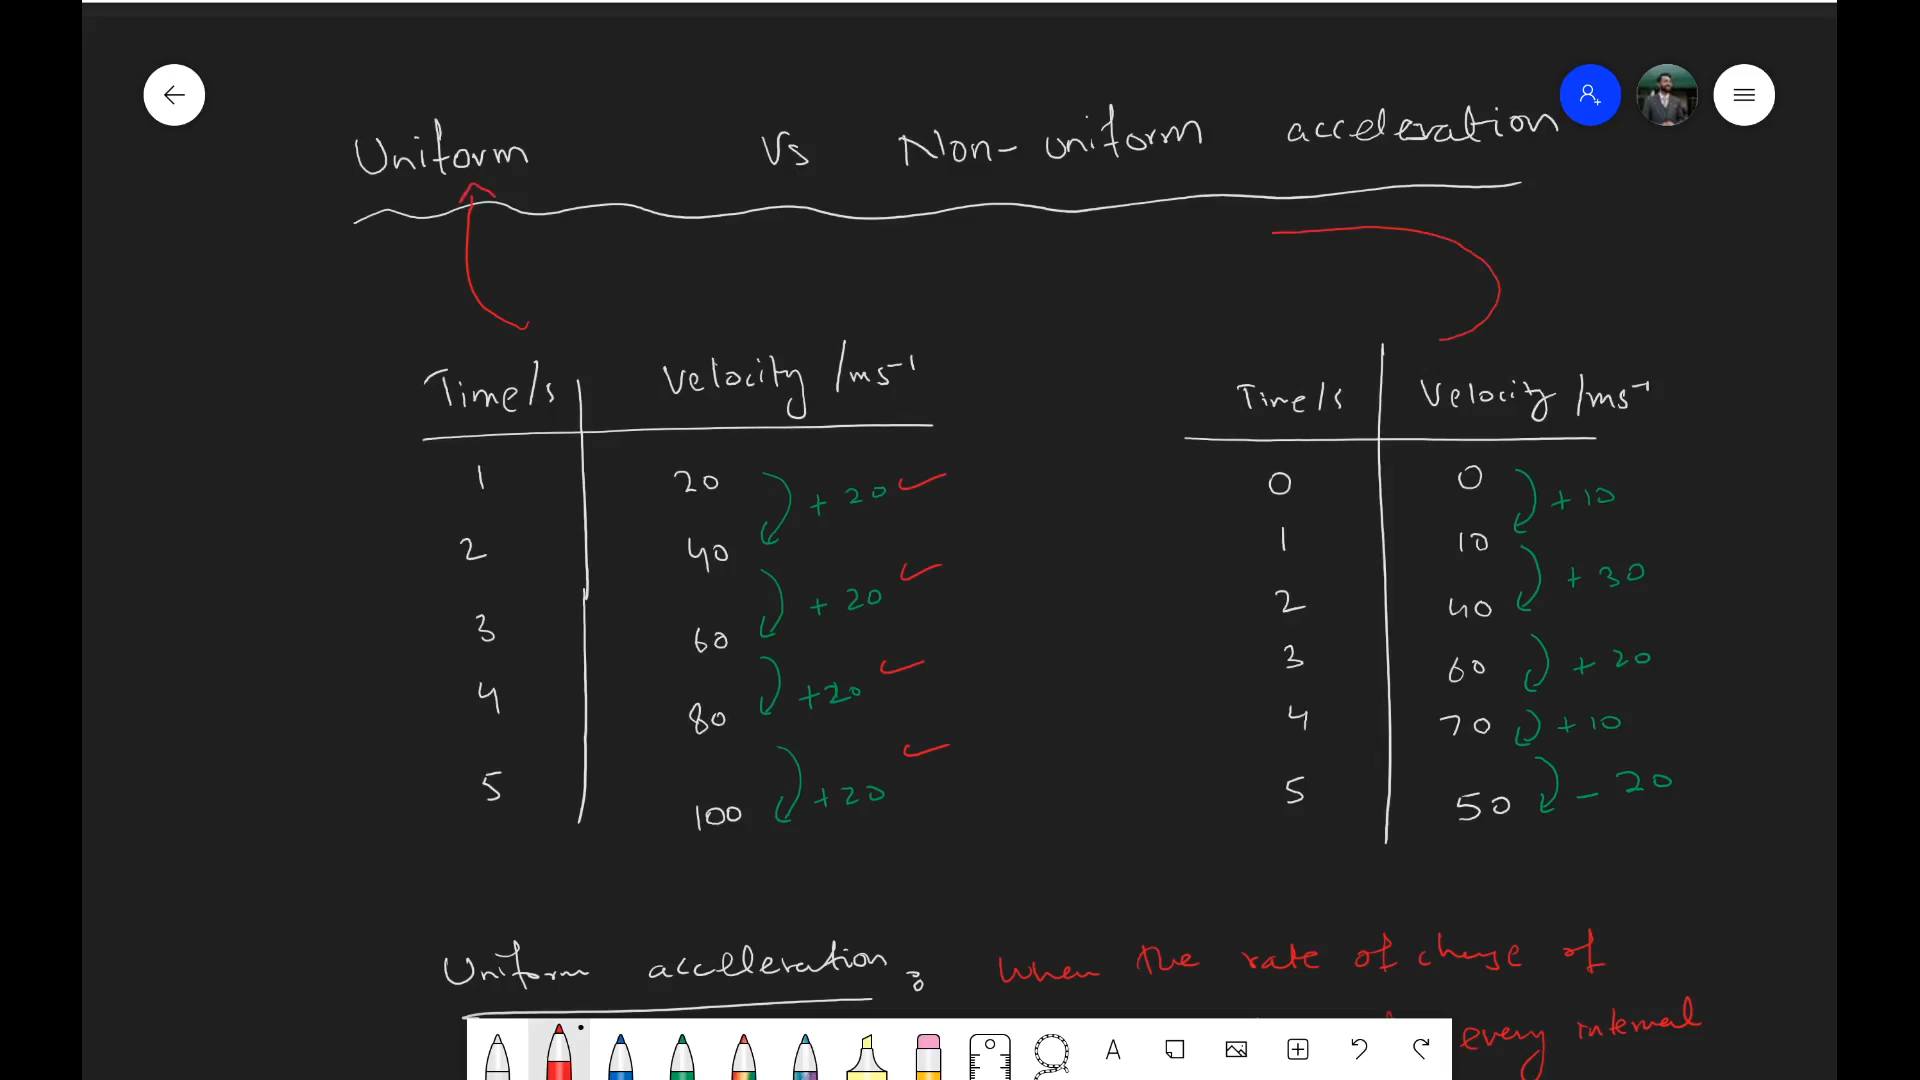 Uniform Vs Non-uniform acceleration
Time/s Velocity /ms⁻¹
1 20 + 20
2 40 + 20
3 60 +20
4 80 +20
5 100
Time/s Velocity /ms⁻¹
0 0 + 10
1 10 + 30
2 40 + 20
3 60 + 10
4 70 - 20
5 50
Uniform acceleration : When the rate of change of
every interval
A